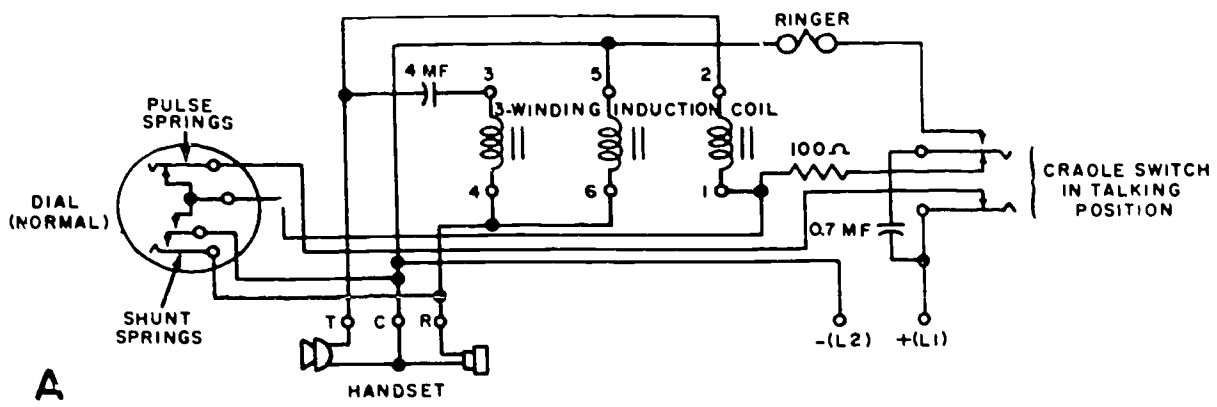 RINGER
4 MF
3
5
2
3-WINDING INDUCTION COIL
PULSE
SPRINGS
100 Ω
DIAL
(NORMAL)
4
6
1
CRAOLE SWITCH
IN TALKING
POSITION
0.7 MF
SHUNT
SPRINGS
T
C
R
-(L2)
+(L1)
HANDSET
A